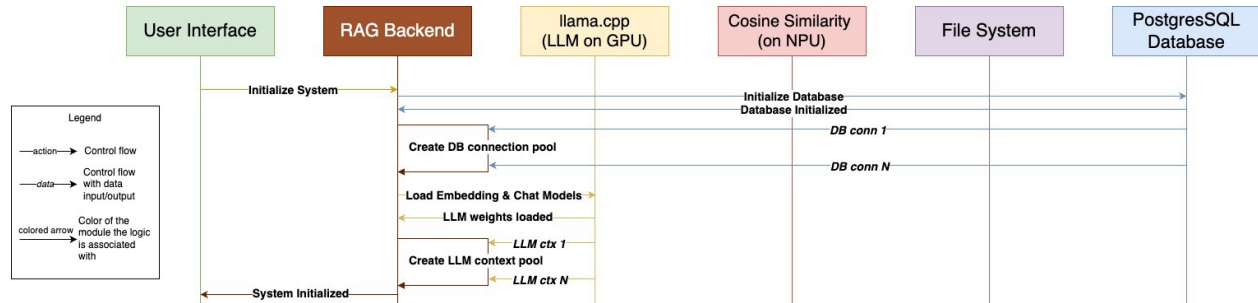 User Interface
RAG Backend
llama.cpp
(LLM on GPU)
Cosine Similarity
(on NPU)
File System
PostgresSQL
Database
Initialize System
Initialize Database
Database Initialized
DB conn 1
Create DB connection pool
DB conn N
Load Embedding & Chat Models
LLM weights loaded
LLM ctx 1
Create LLM context pool
LLM ctx N
System Initialized
Legend
action
Control flow
data
Control flow
with data
input/output
colored arrow
Color of the
module the logic
is associated
with